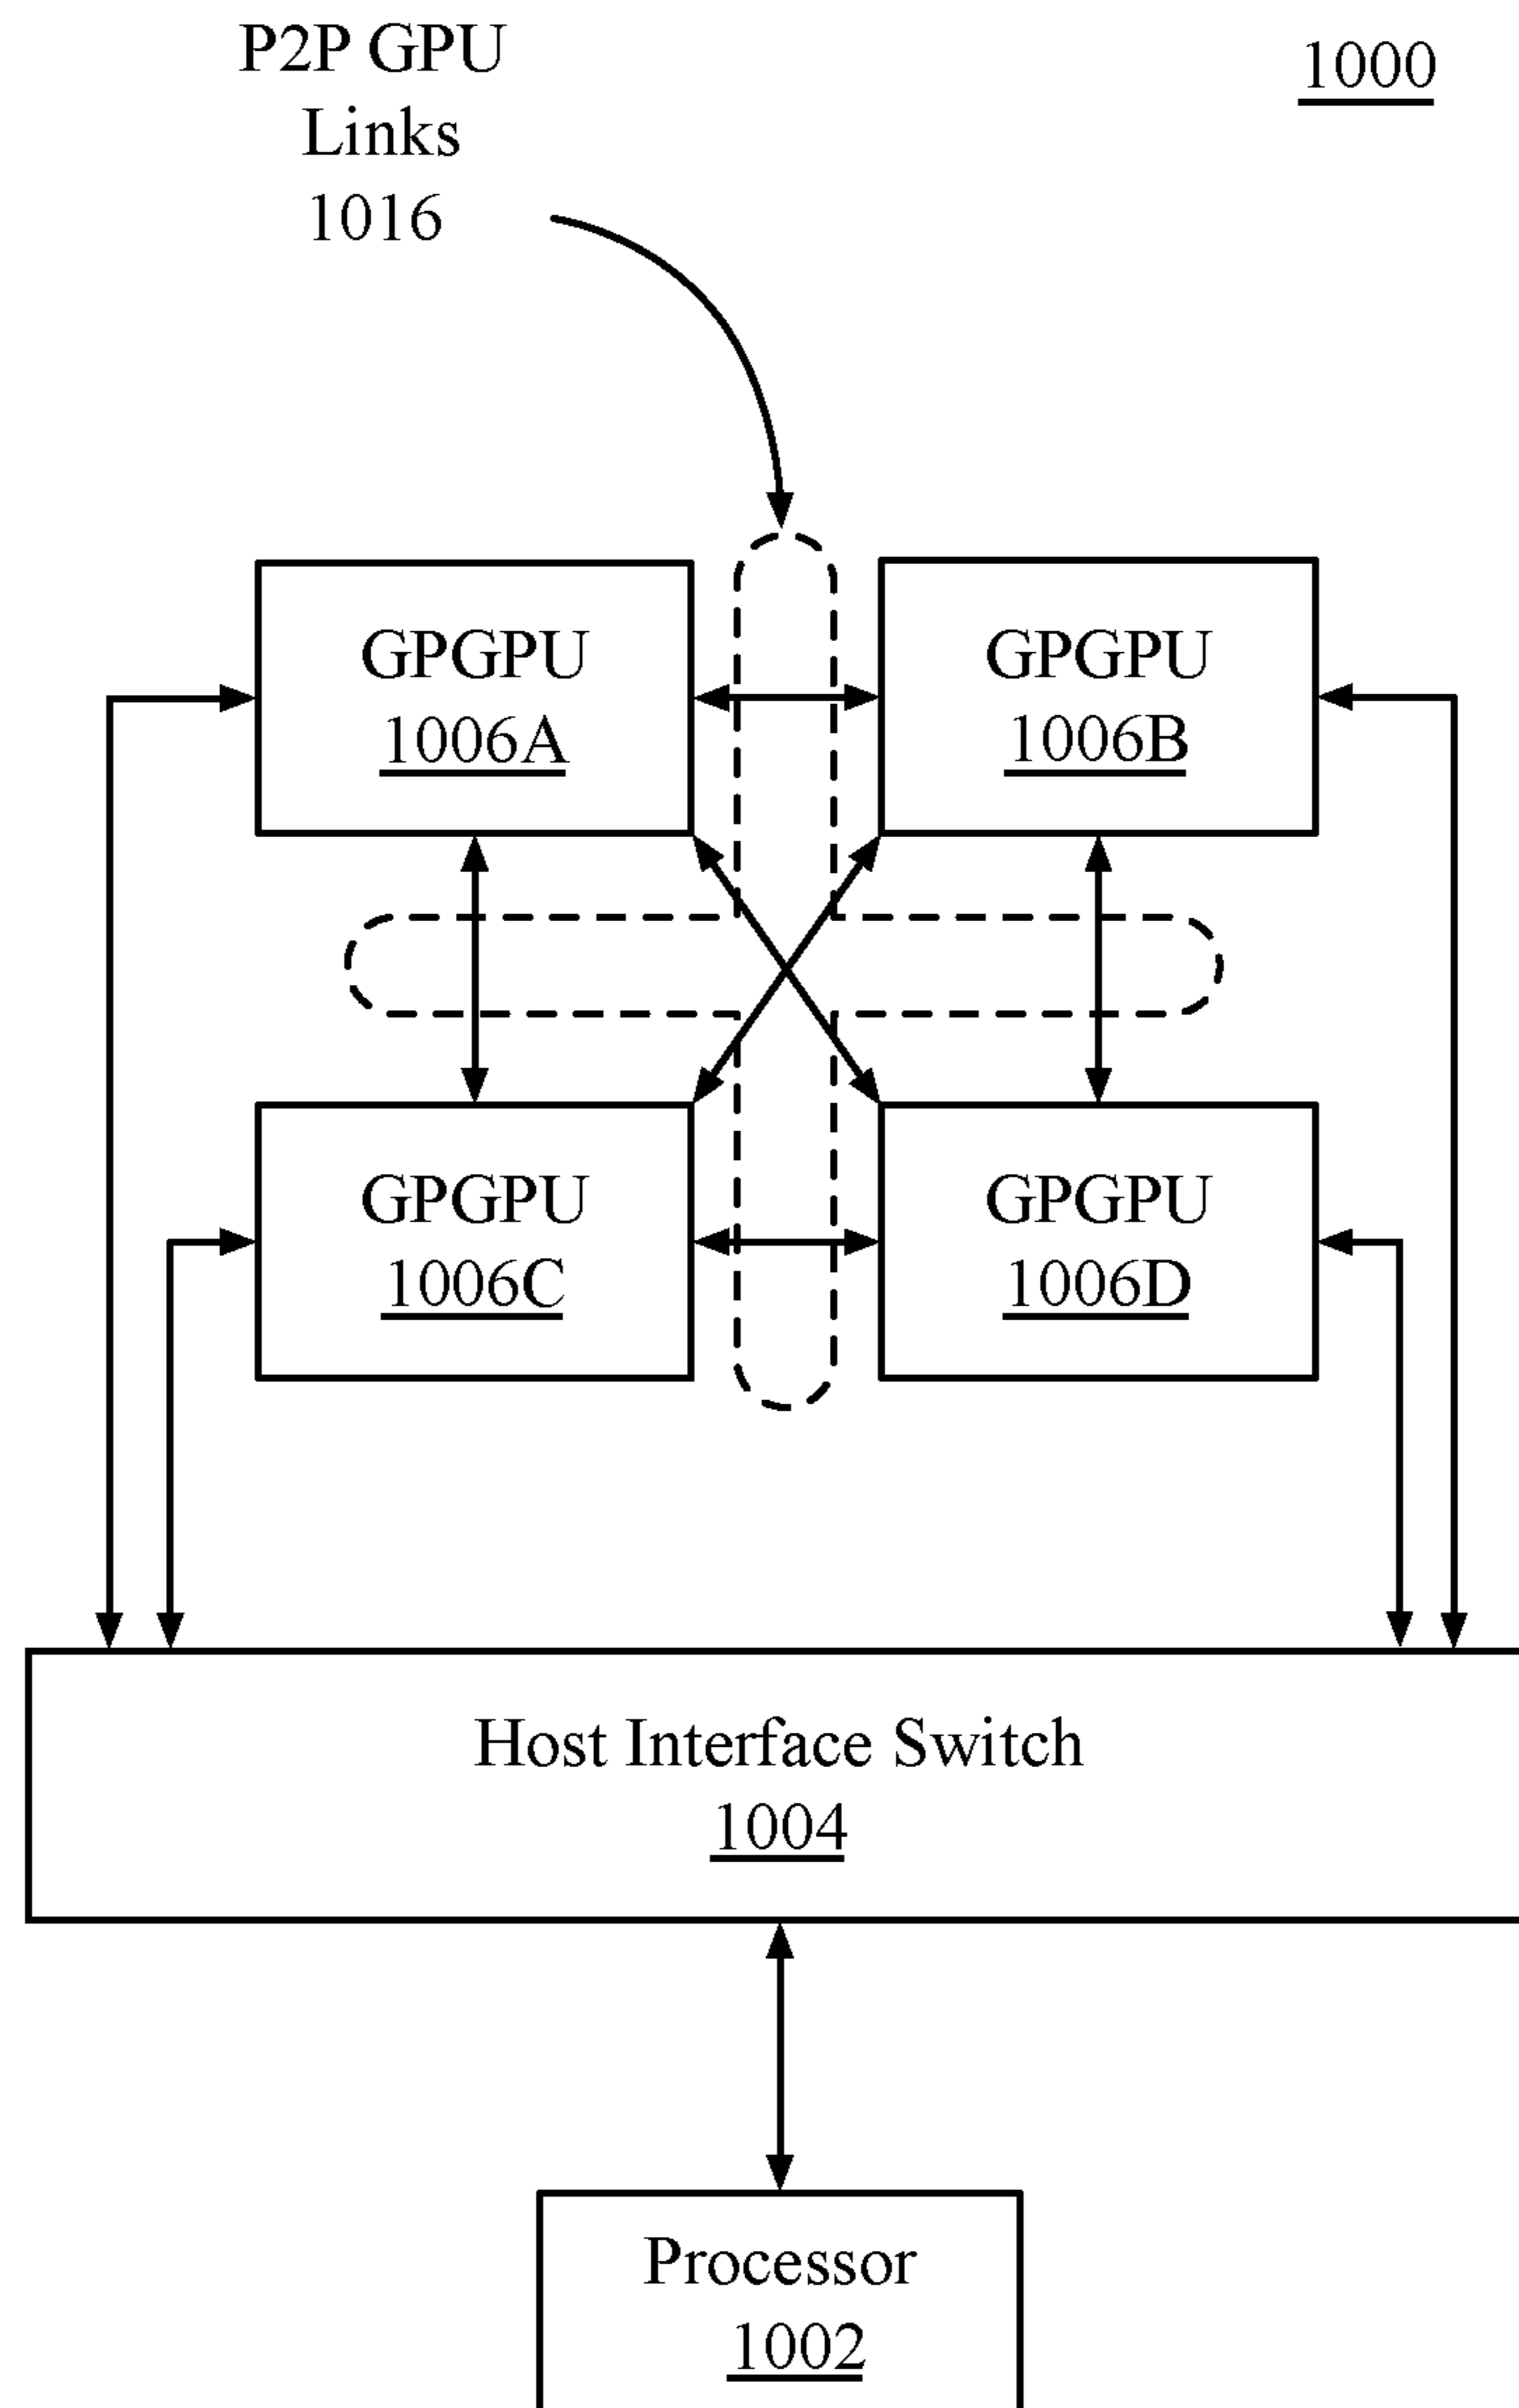 P2P GPU
Links
1016
1000
GPGPU
1006A
GPGPU
1006B
GPGPU
1006C
GPGPU
1006D
Host Interface Switch
1004
Processor
1002